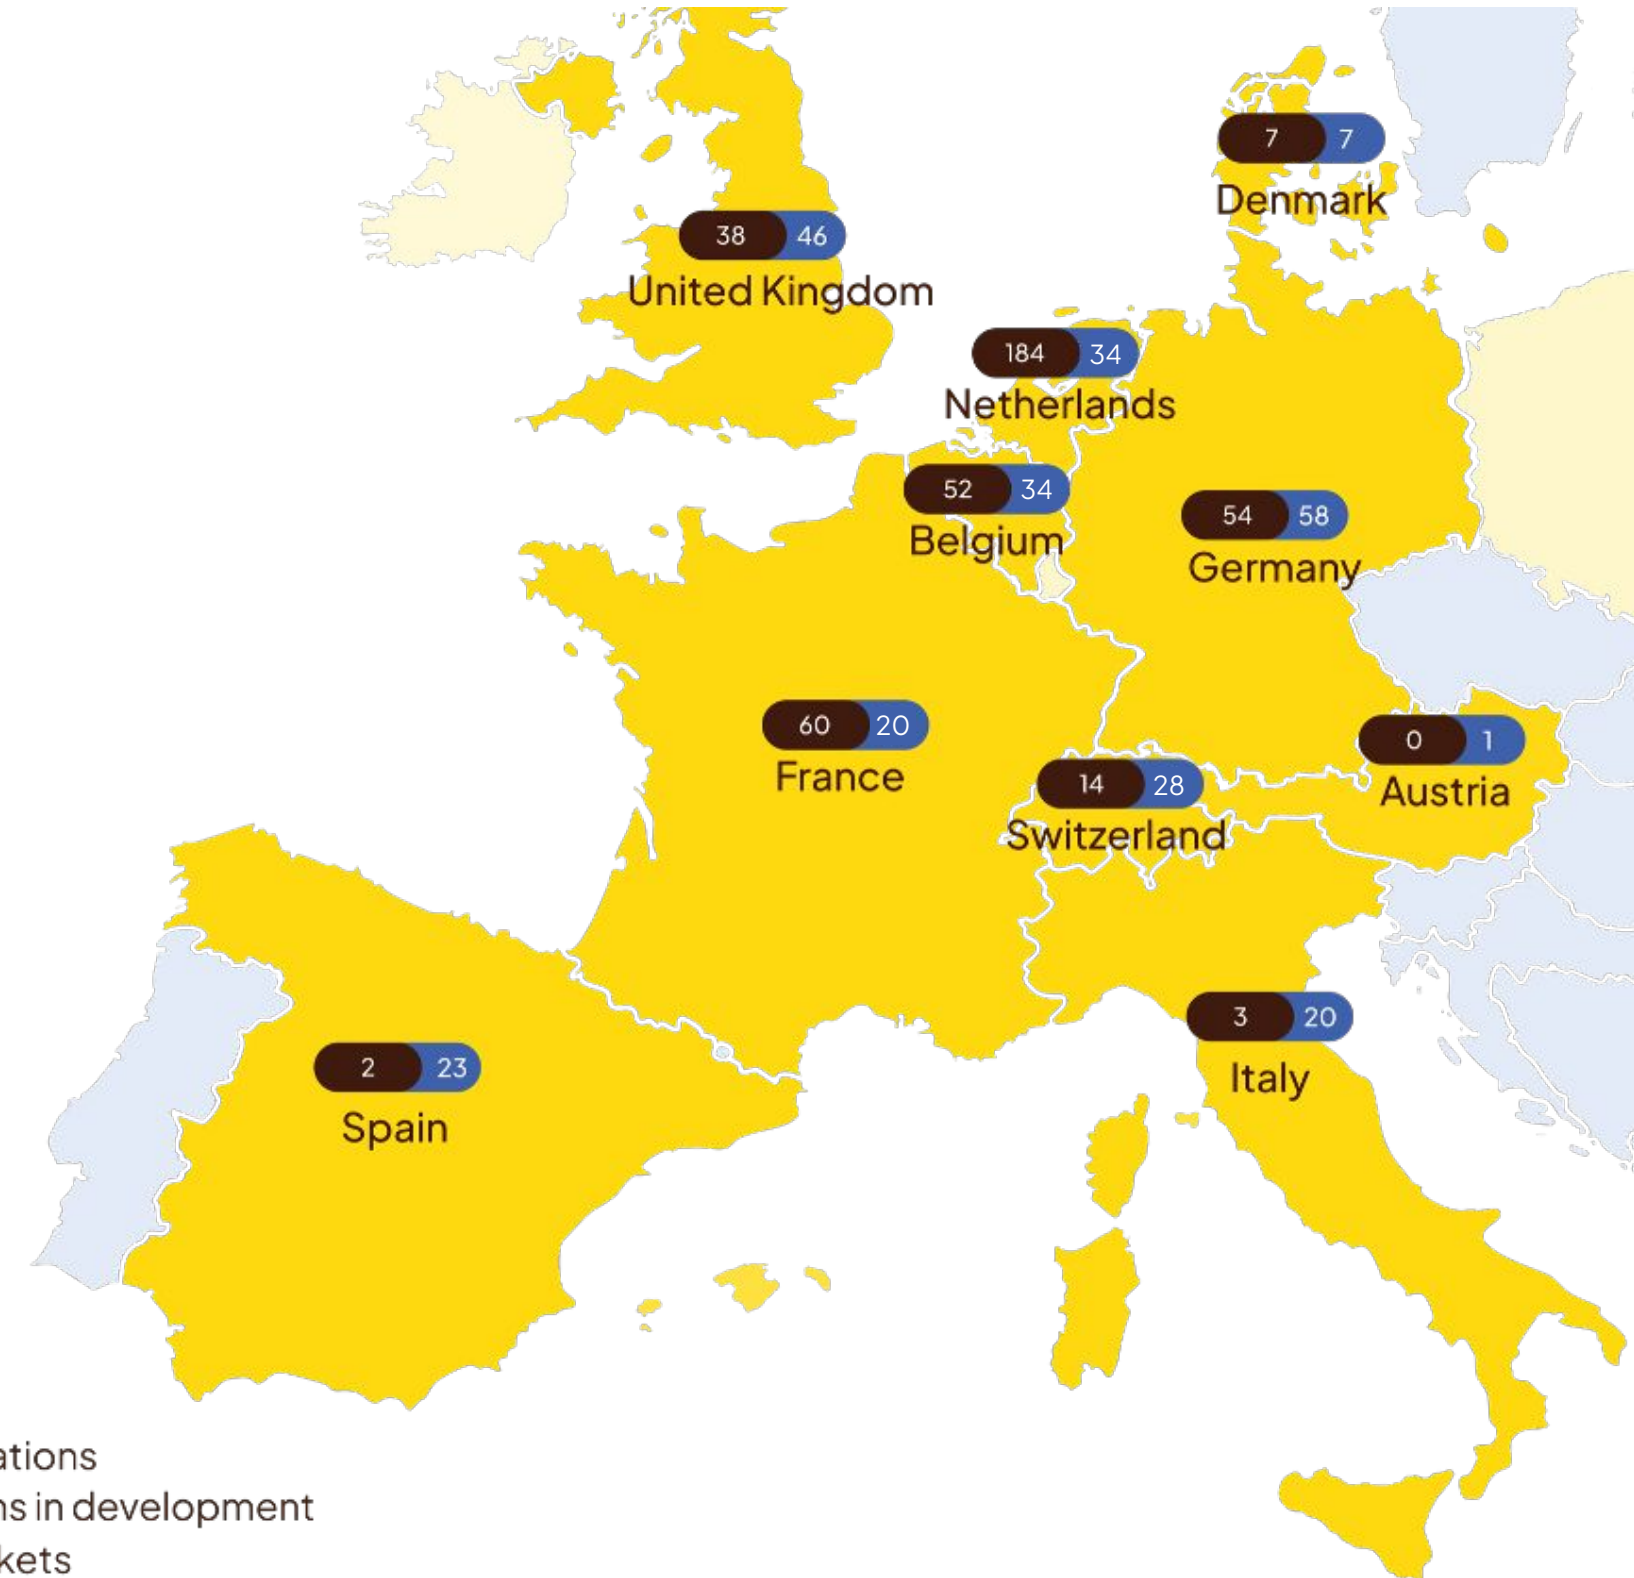 7 7
Denmark
38 46
United Kingdom
184 34
Netherlands
52 34
Belgium
54 58
Germany
60 20
France
0 1
Austria
14 28
Switzerland
3 20
Italy
2 23
Spain
ations
ns in development
kets